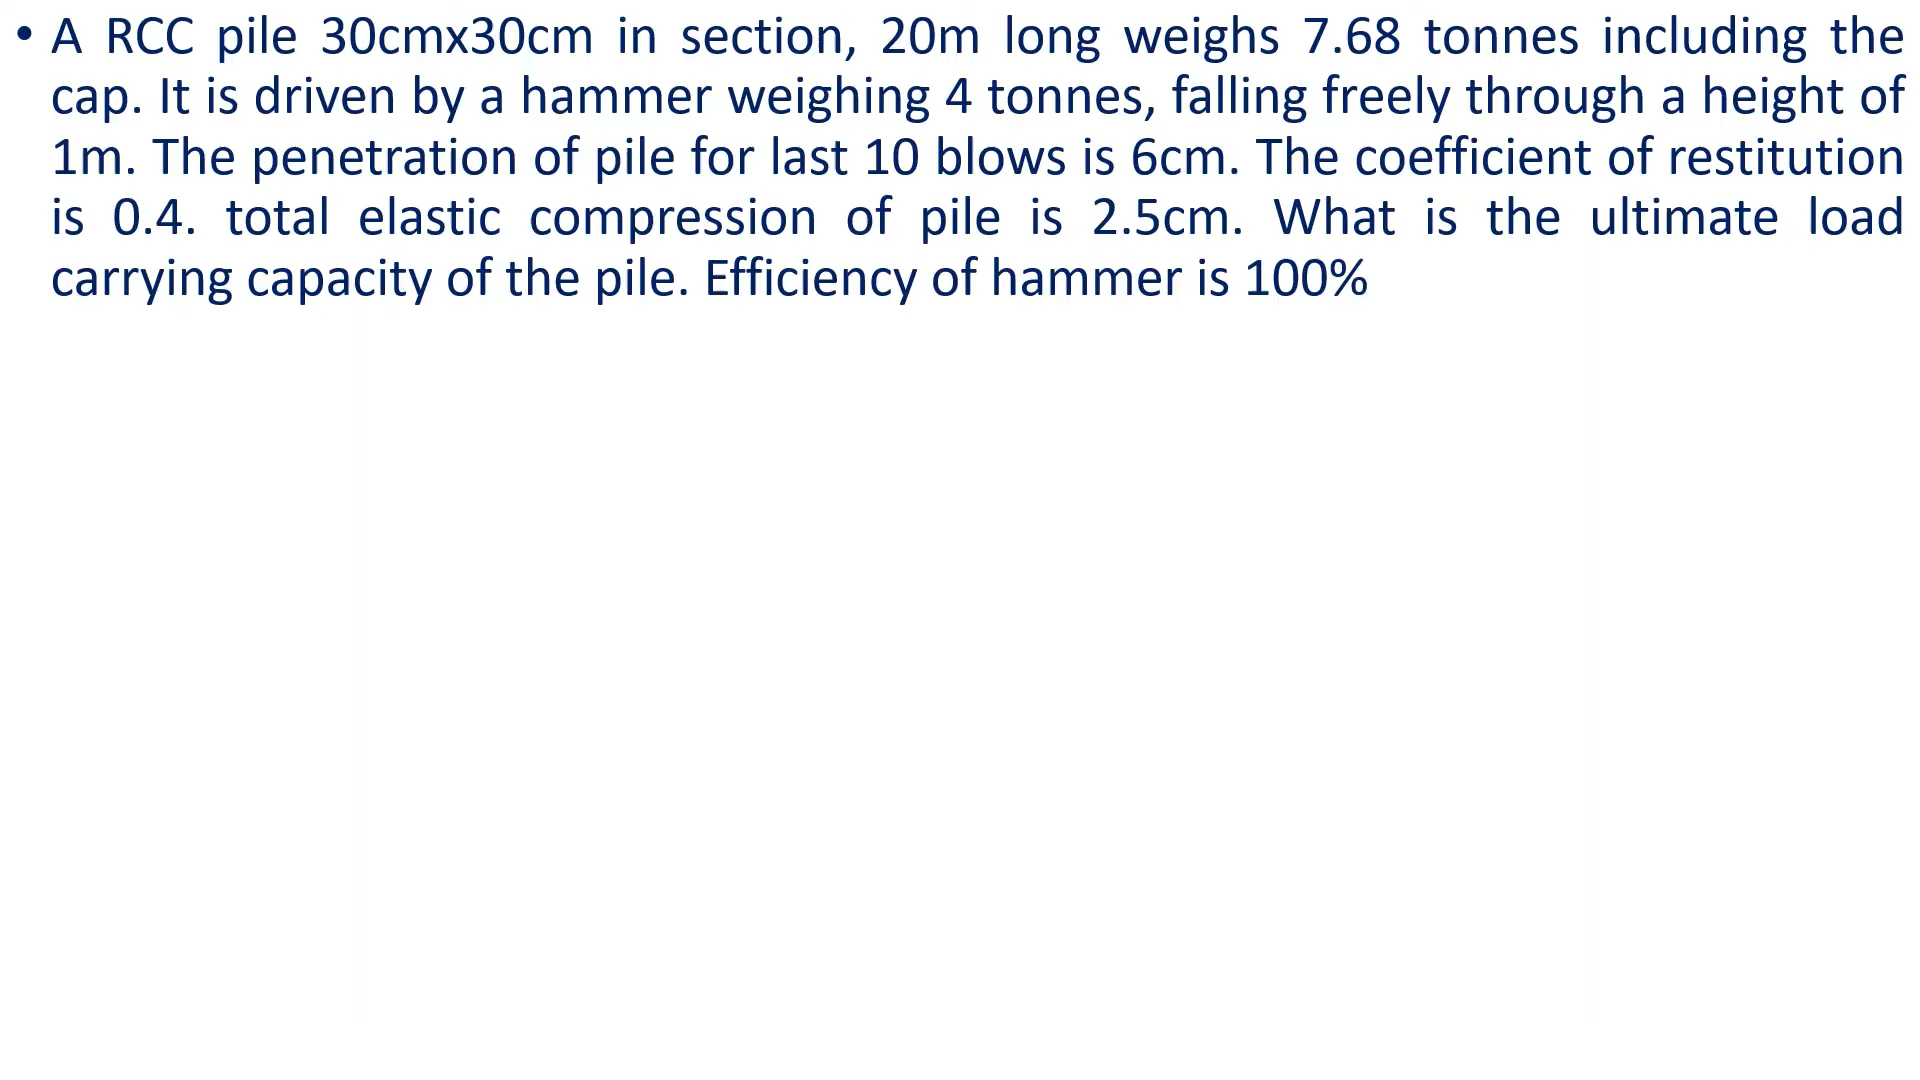 • A RCC pile 30cmx30cm in section, 20m long weighs 7.68 tonnes including the
cap. It is driven by a hammer weighing 4 tonnes, falling freely through a height of
1m. The penetration of pile for last 10 blows is 6cm. The coefficient of restitution
is 0.4. total elastic compression of pile is 2.5cm. What is the ultimate load
carrying capacity of the pile. Efficiency of hammer is 100%